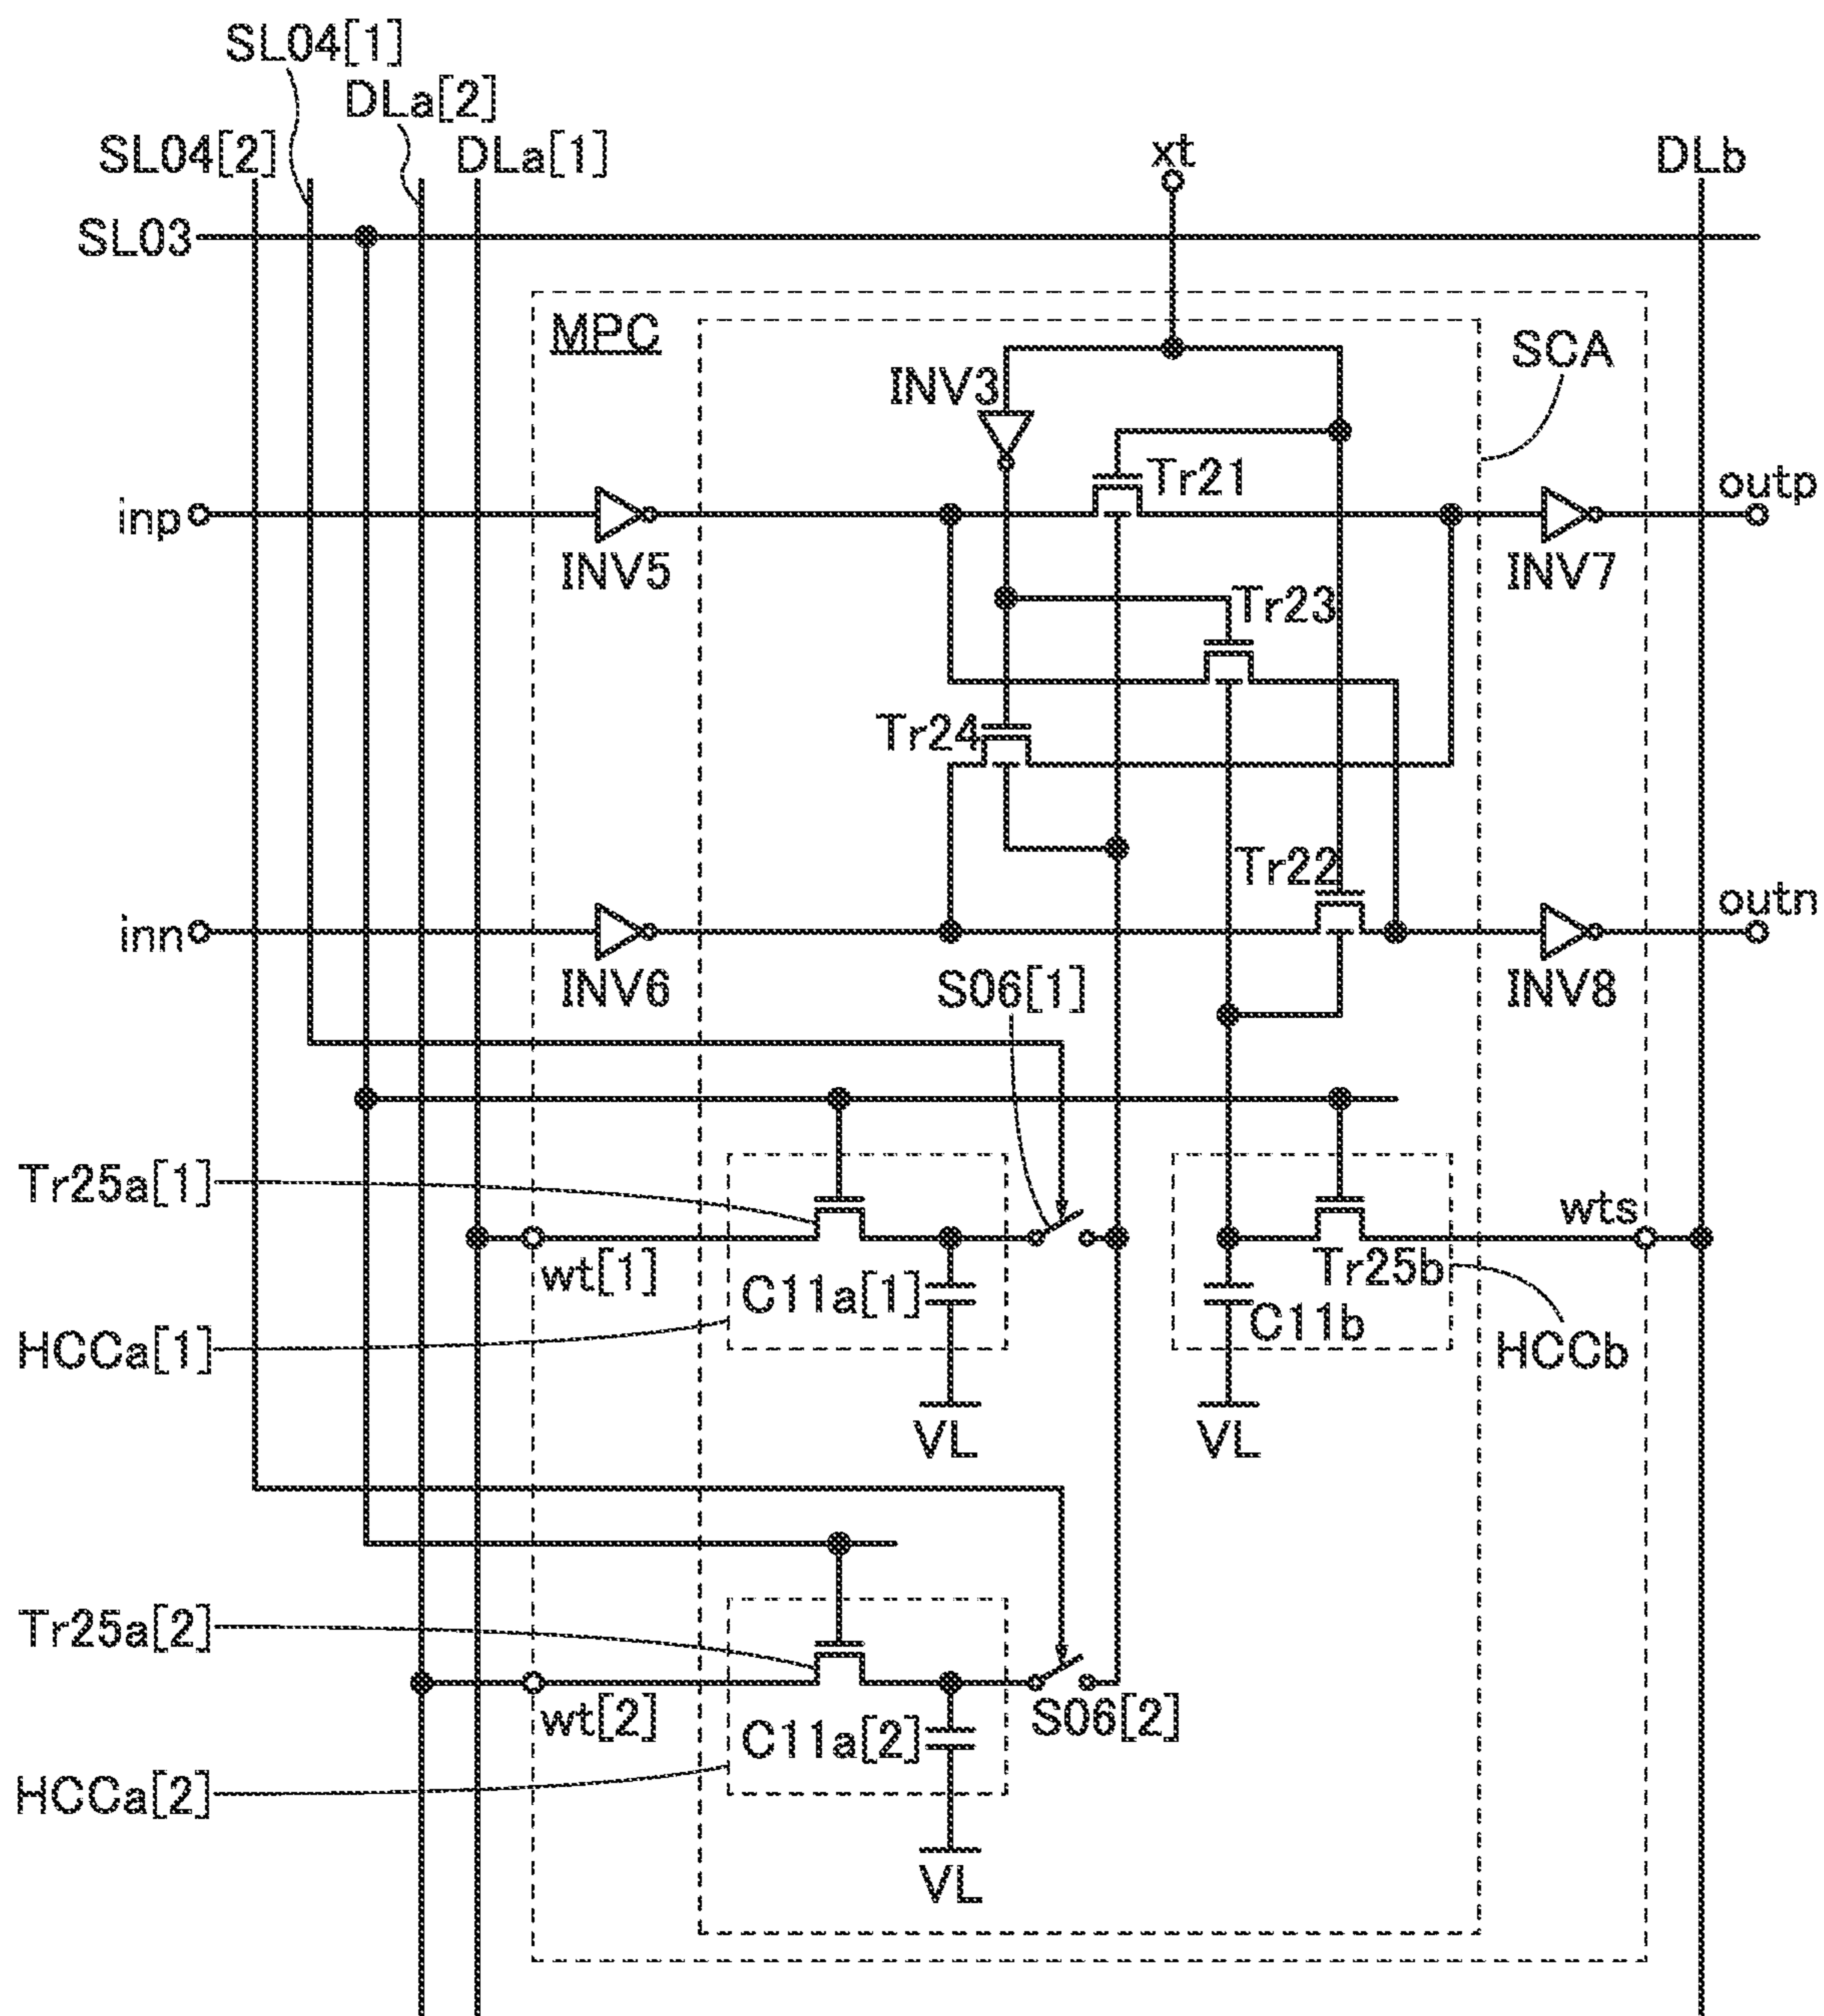 SL04[1]
DLa[2]
SL04[2]
DLa[1]
xt
DLb
SL03
MPC
SCA
INV3
Tr21
inp
outp
INV5
INV7
Tr23
Tr24
Tr22
inn
outn
INV6
S06[1]
INV8
Tr25a[1]
wts
wt[1]
C11a[1]
Tr25b
C11b
HCCa[1]
HCCb
VL
VL
Tr25a[2]
wt[2]
C11a[2]
S06[2]
HCCa[2]
VL